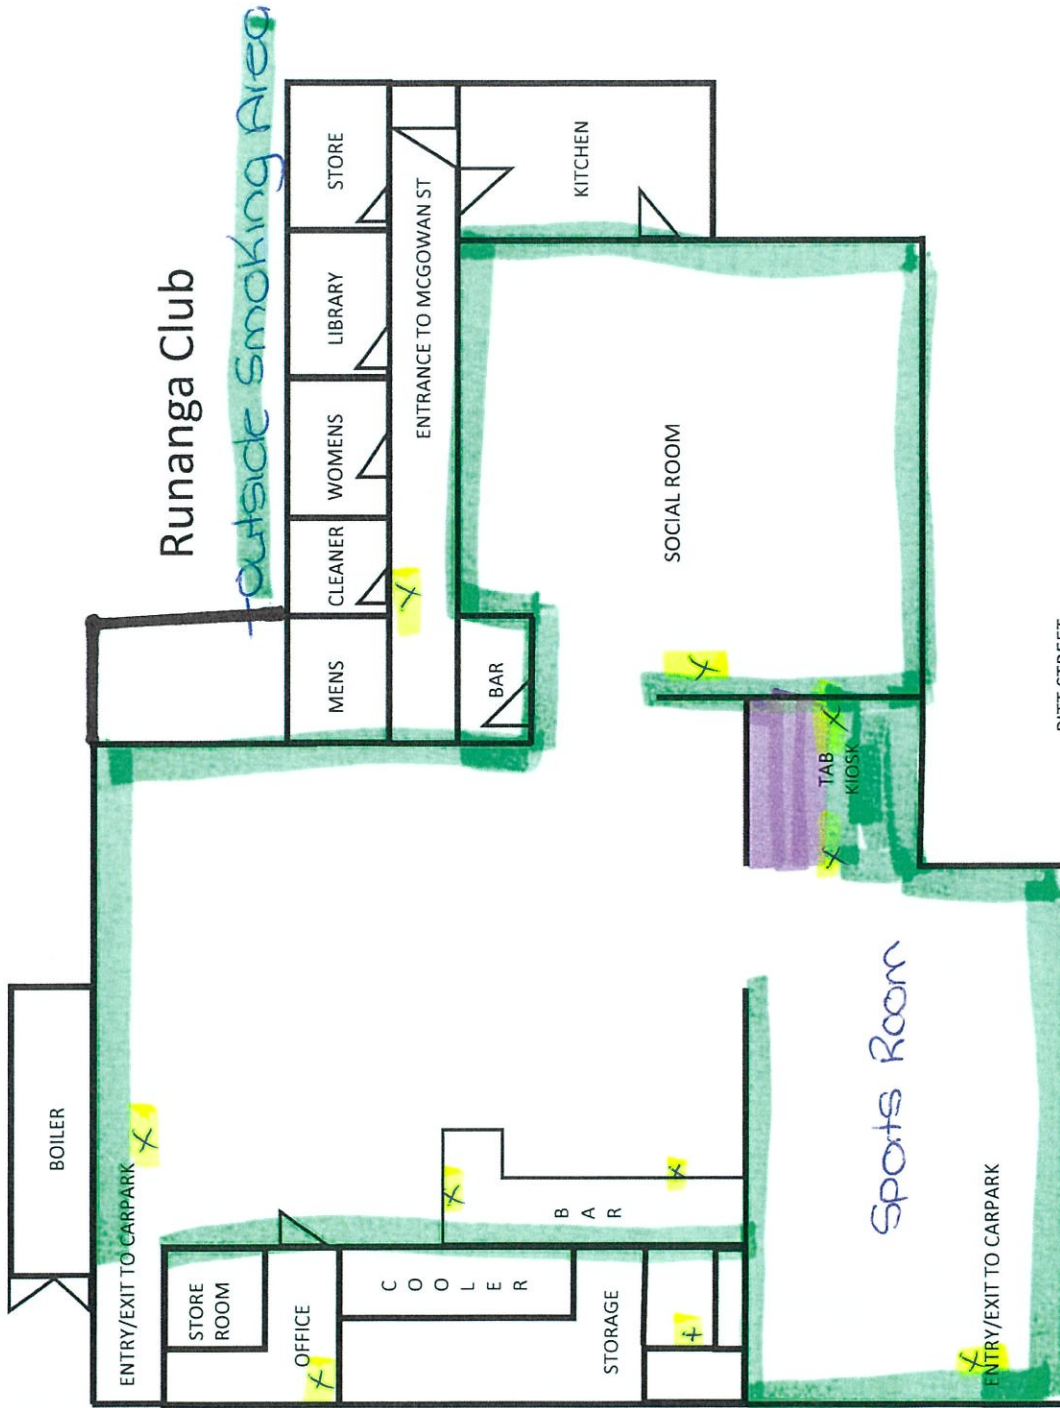 Runanga Club
outside Smoking Area
BOILER
ENTRY/EXIT TO CARPARK
STORE
ROOM
OFFICE
COOLER
STORAGE
BAR
MENS
CLEANER
WOMENS
LIBRARY
STORE
ENTRANCE TO MCGOWAN ST
BAR
KITCHEN
SOCIAL ROOM
TAB
KIOSK
Sports Room
ENTRY/EXIT TO CARPARK
X
X
X
X
X
X
X
X
X
X